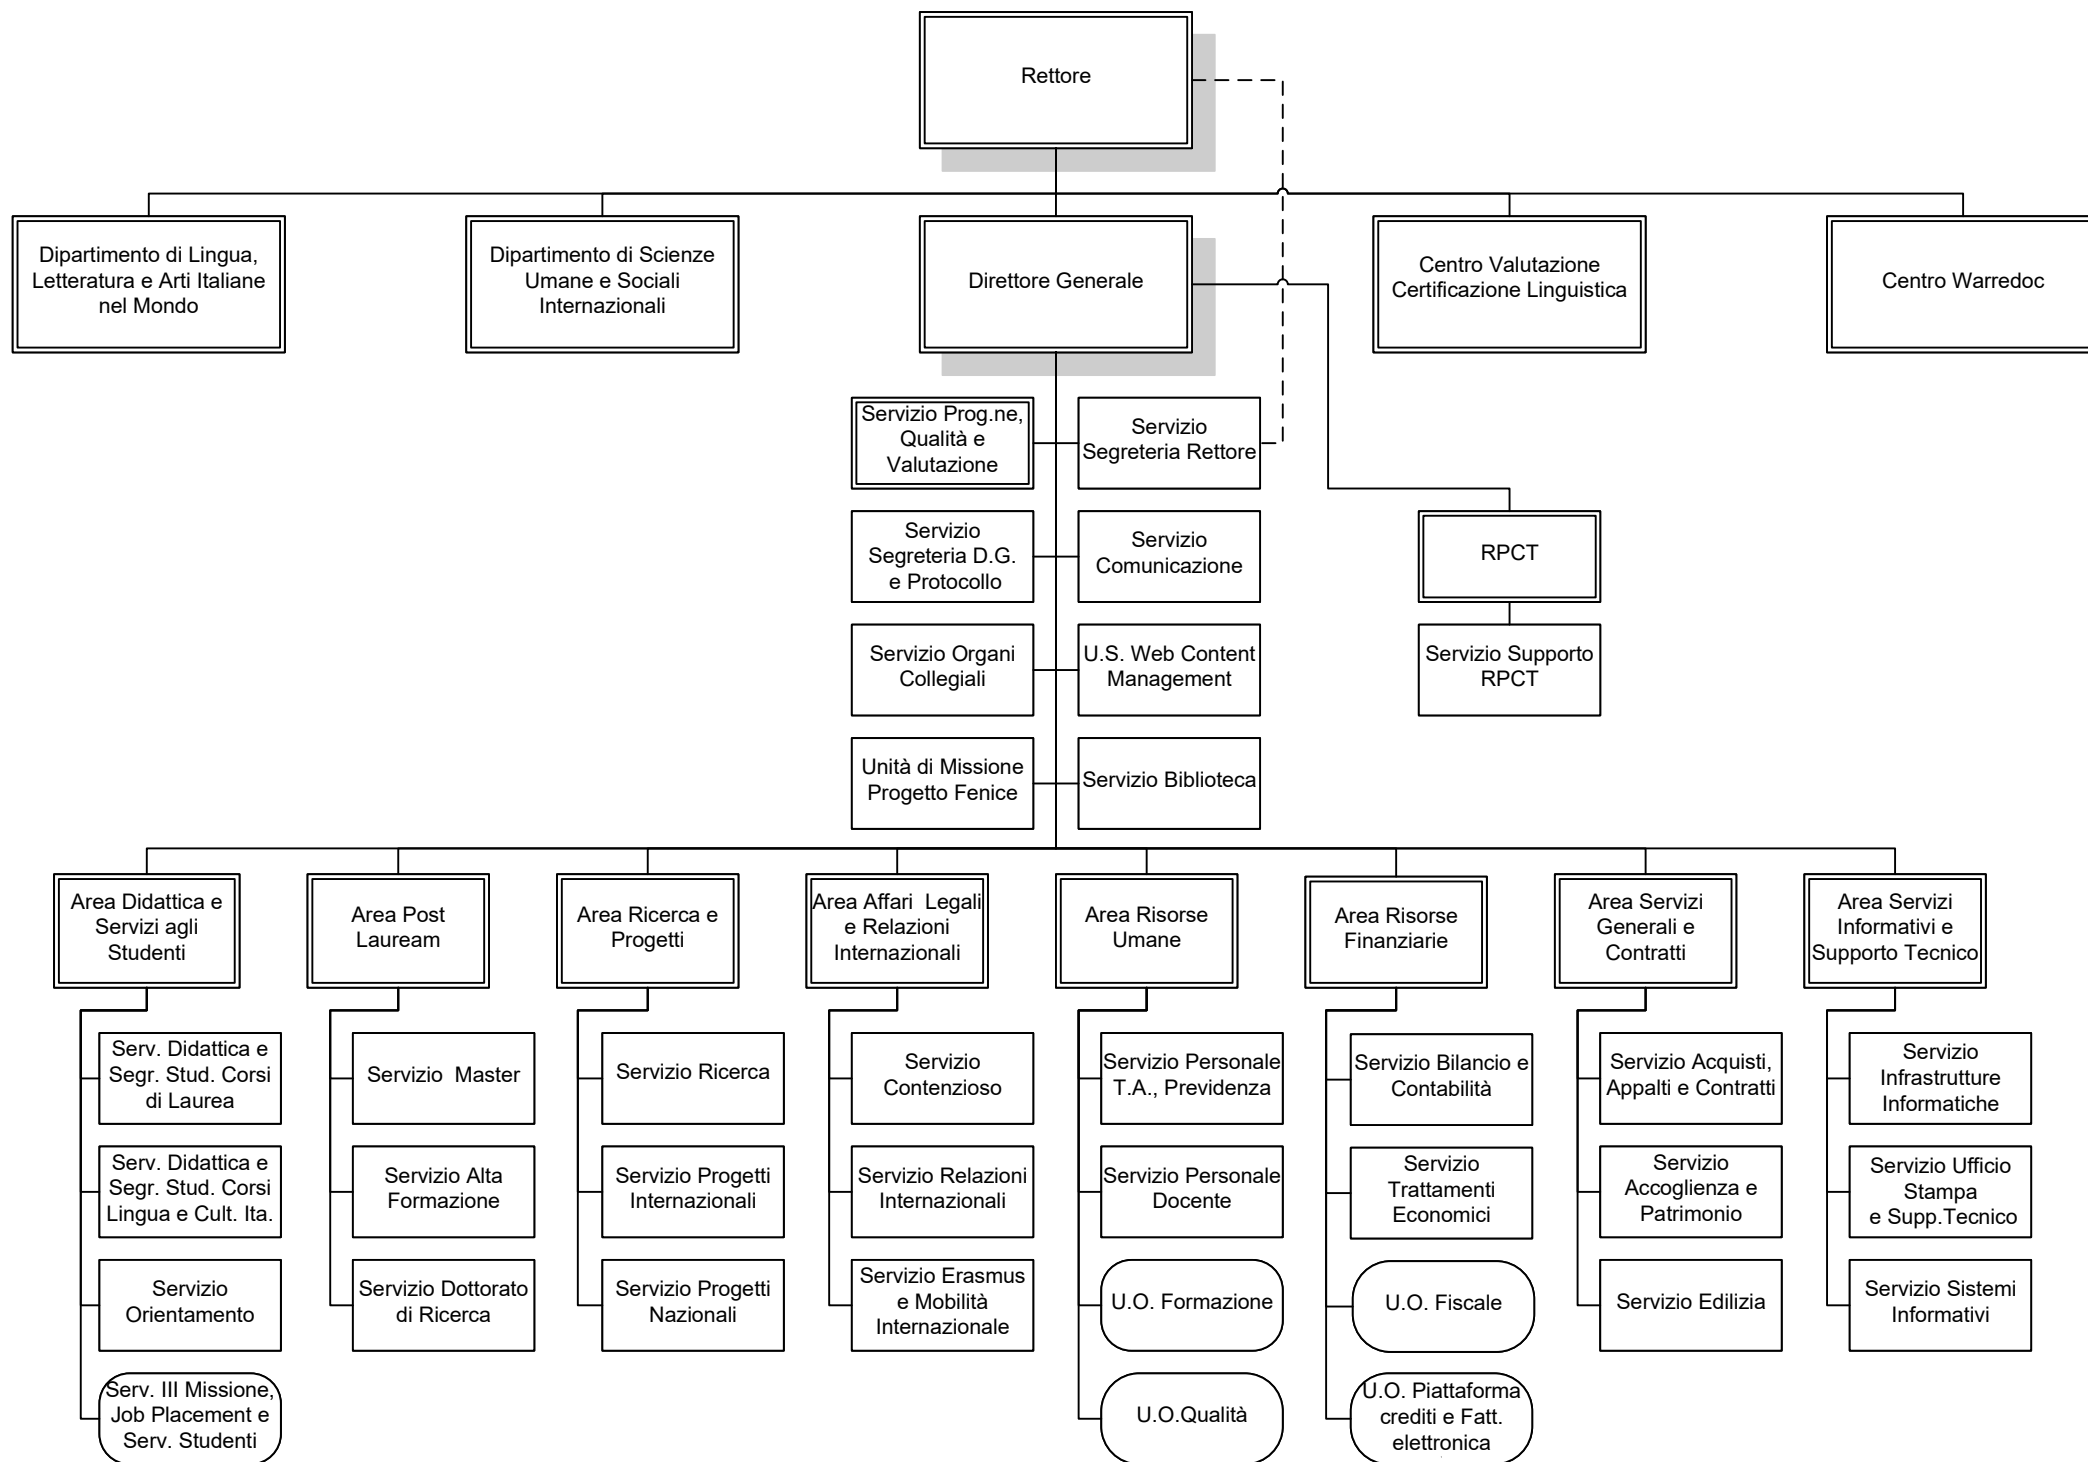 Rettore
Dipartimento di Lingua,
Letteratura e Arti Italiane
nel Mondo
Dipartimento di Scienze
Umane e Sociali
Internazionali
Direttore Generale
Centro Valutazione
Certificazione Linguistica
Centro Warredoc
Servizio Prog.ne,
Qualità e
Valutazione
Servizio
Segreteria Rettore
Servizio
Segreteria D.G.
e Protocollo
Servizio
Comunicazione
RPCT
Servizio Organi
Collegiali
U.S. Web Content
Management
Servizio Supporto
RPCT
Unità di Missione
Progetto Fenice
Servizio Biblioteca
Area Didattica e
Servizi agli
Studenti
Area Post
Lauream
Area Ricerca e
Progetti
Area Affari  Legali
e Relazioni
Internazionali
Area Risorse
Umane
Area Risorse
Finanziarie
Area Servizi
Generali e
Contratti
Area Servizi
Informativi e
Supporto Tecnico
Serv. Didattica e
Segr. Stud. Corsi
di Laurea
Servizio  Master
Servizio Ricerca
Servizio
Contenzioso
Servizio Personale
T.A., Previdenza
Servizio Bilancio e
Contabilità
Servizio Acquisti,
Appalti e Contratti
Servizio
Infrastrutture
Informatiche
Serv. Didattica e
Segr. Stud. Corsi
Lingua e Cult. Ita.
Servizio Alta
Formazione
Servizio Progetti
Internazionali
Servizio Relazioni
Internazionali
Servizio Personale
Docente
Servizio
Trattamenti
Economici
Servizio
Accoglienza e
Patrimonio
Servizio Ufficio
Stampa
e Supp.Tecnico
Servizio
Orientamento
Servizio Dottorato
di Ricerca
Servizio Progetti
Nazionali
Servizio Erasmus
e Mobilità
Internazionale
U.O. Formazione
U.O. Fiscale
Servizio Edilizia
Servizio Sistemi
Informativi
Serv. III Missione,
Job Placement e
Serv. Studenti
U.O.Qualità
U.O. Piattaforma
crediti e Fatt.
elettronica